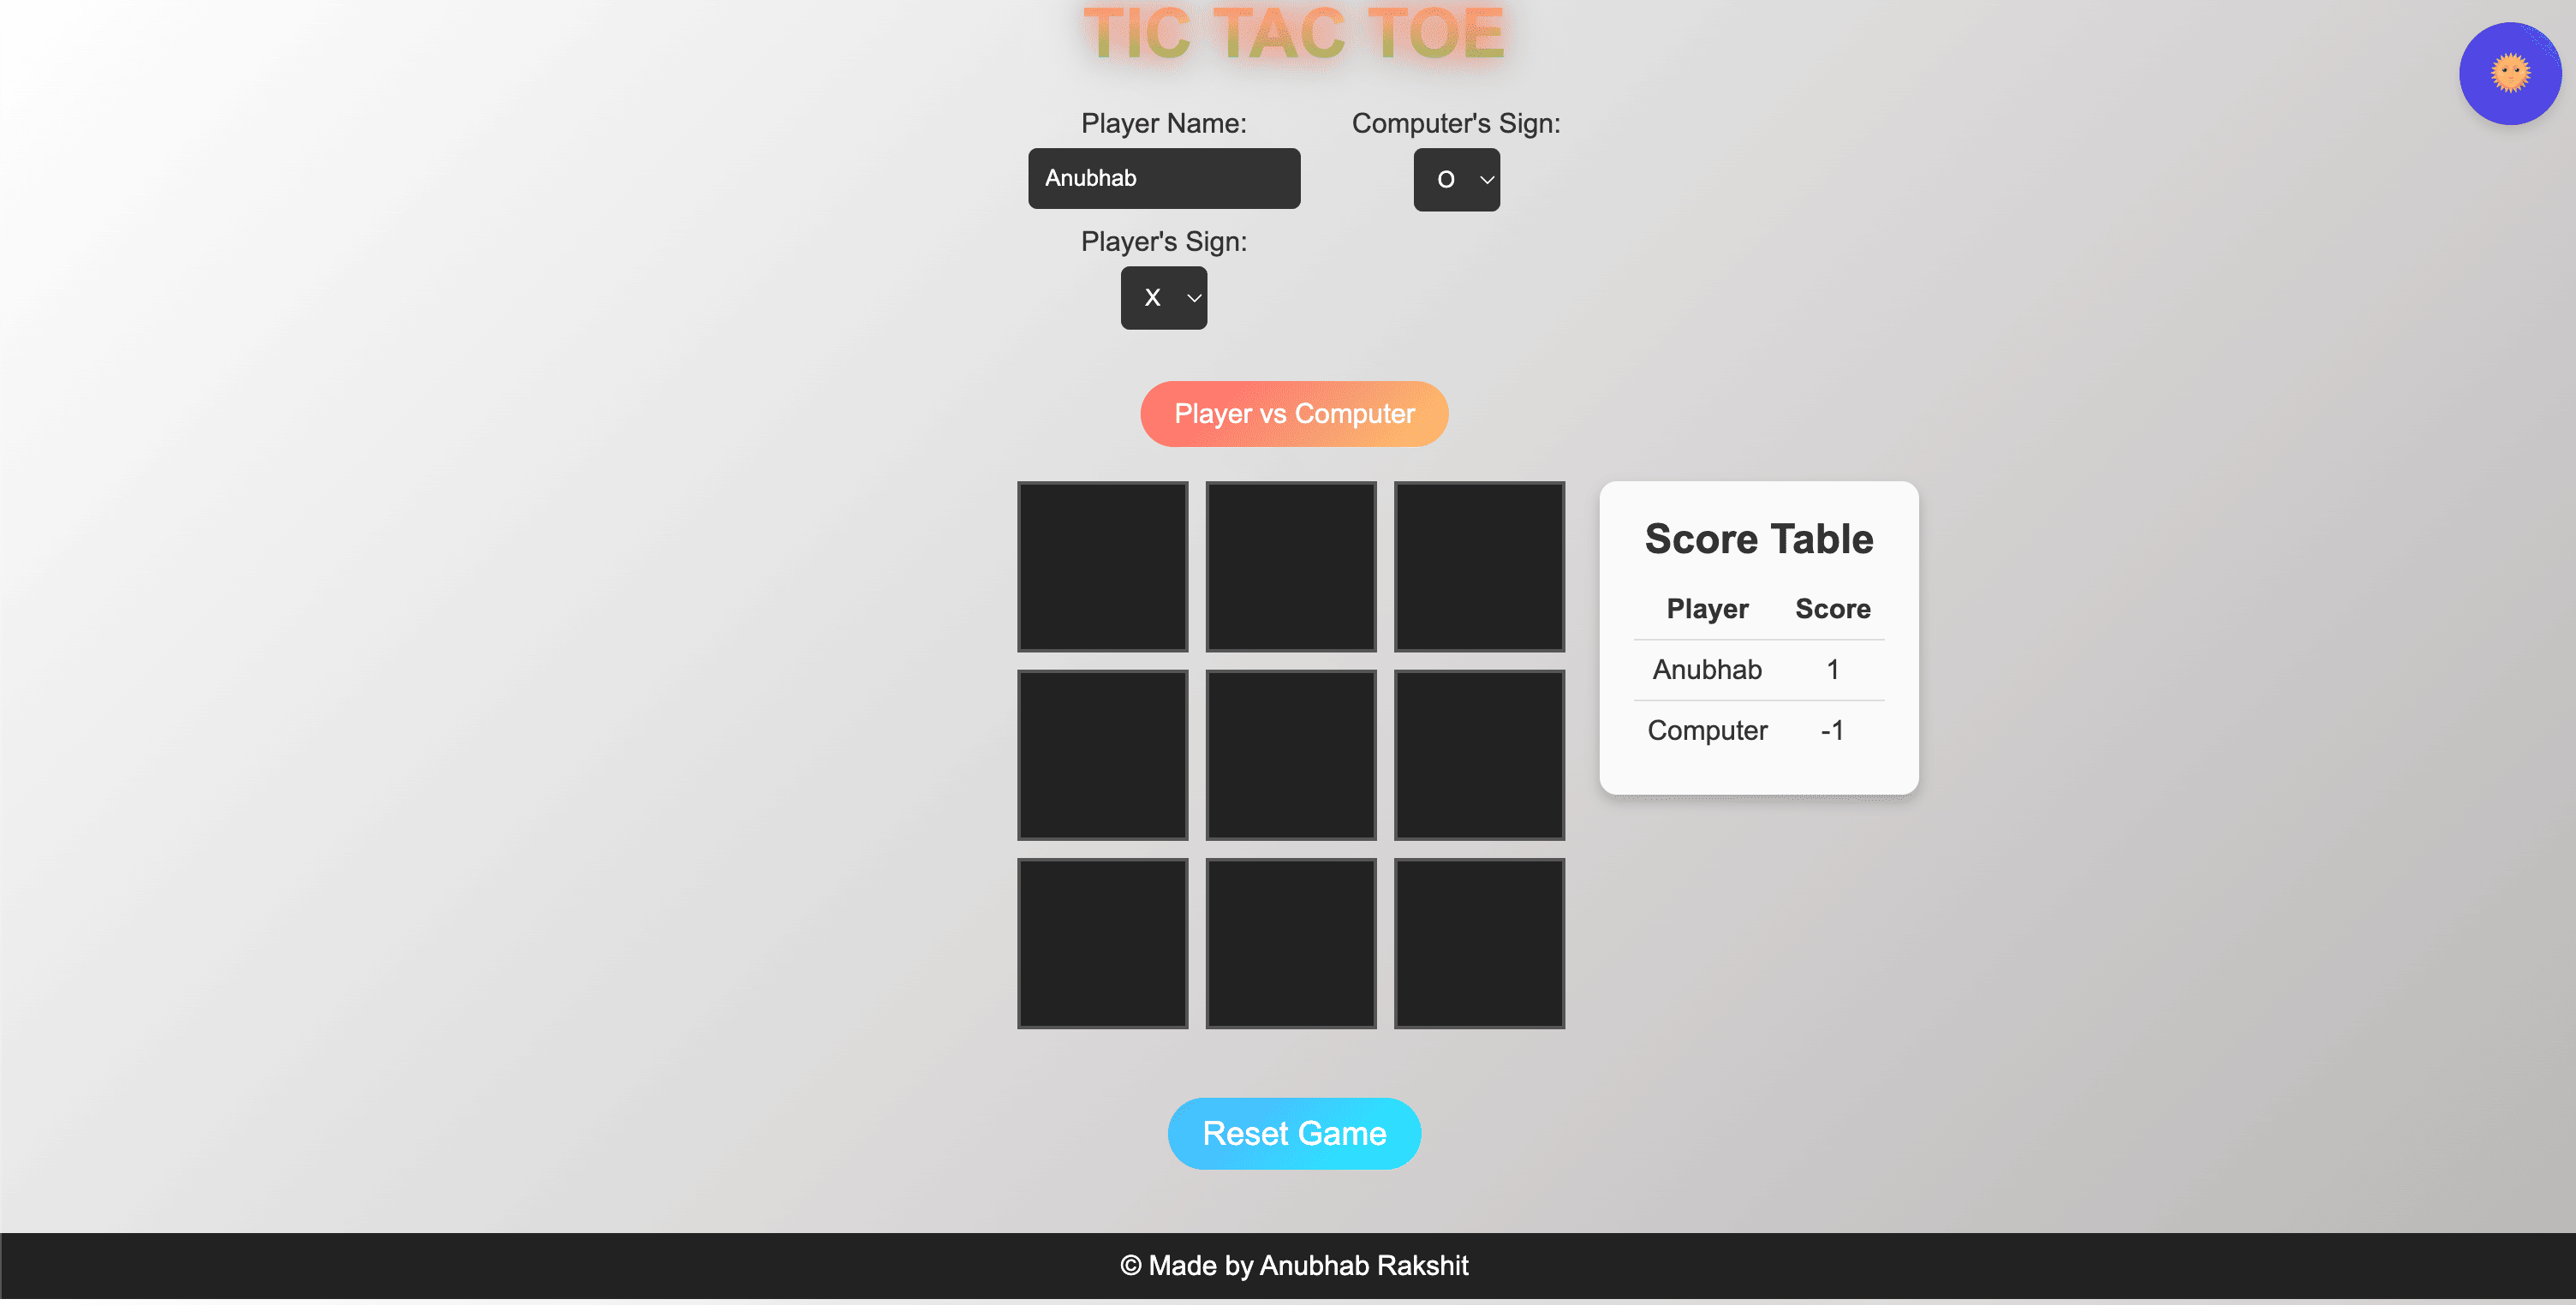 TIC TAC TOE
Player Name:
Anubhab
Player's Sign:
X
Computer's Sign:
O
Player vs Computer
Score Table
Player Score
Anubhab 1
Computer -1
Reset Game
© Made by Anubhab Rakshit